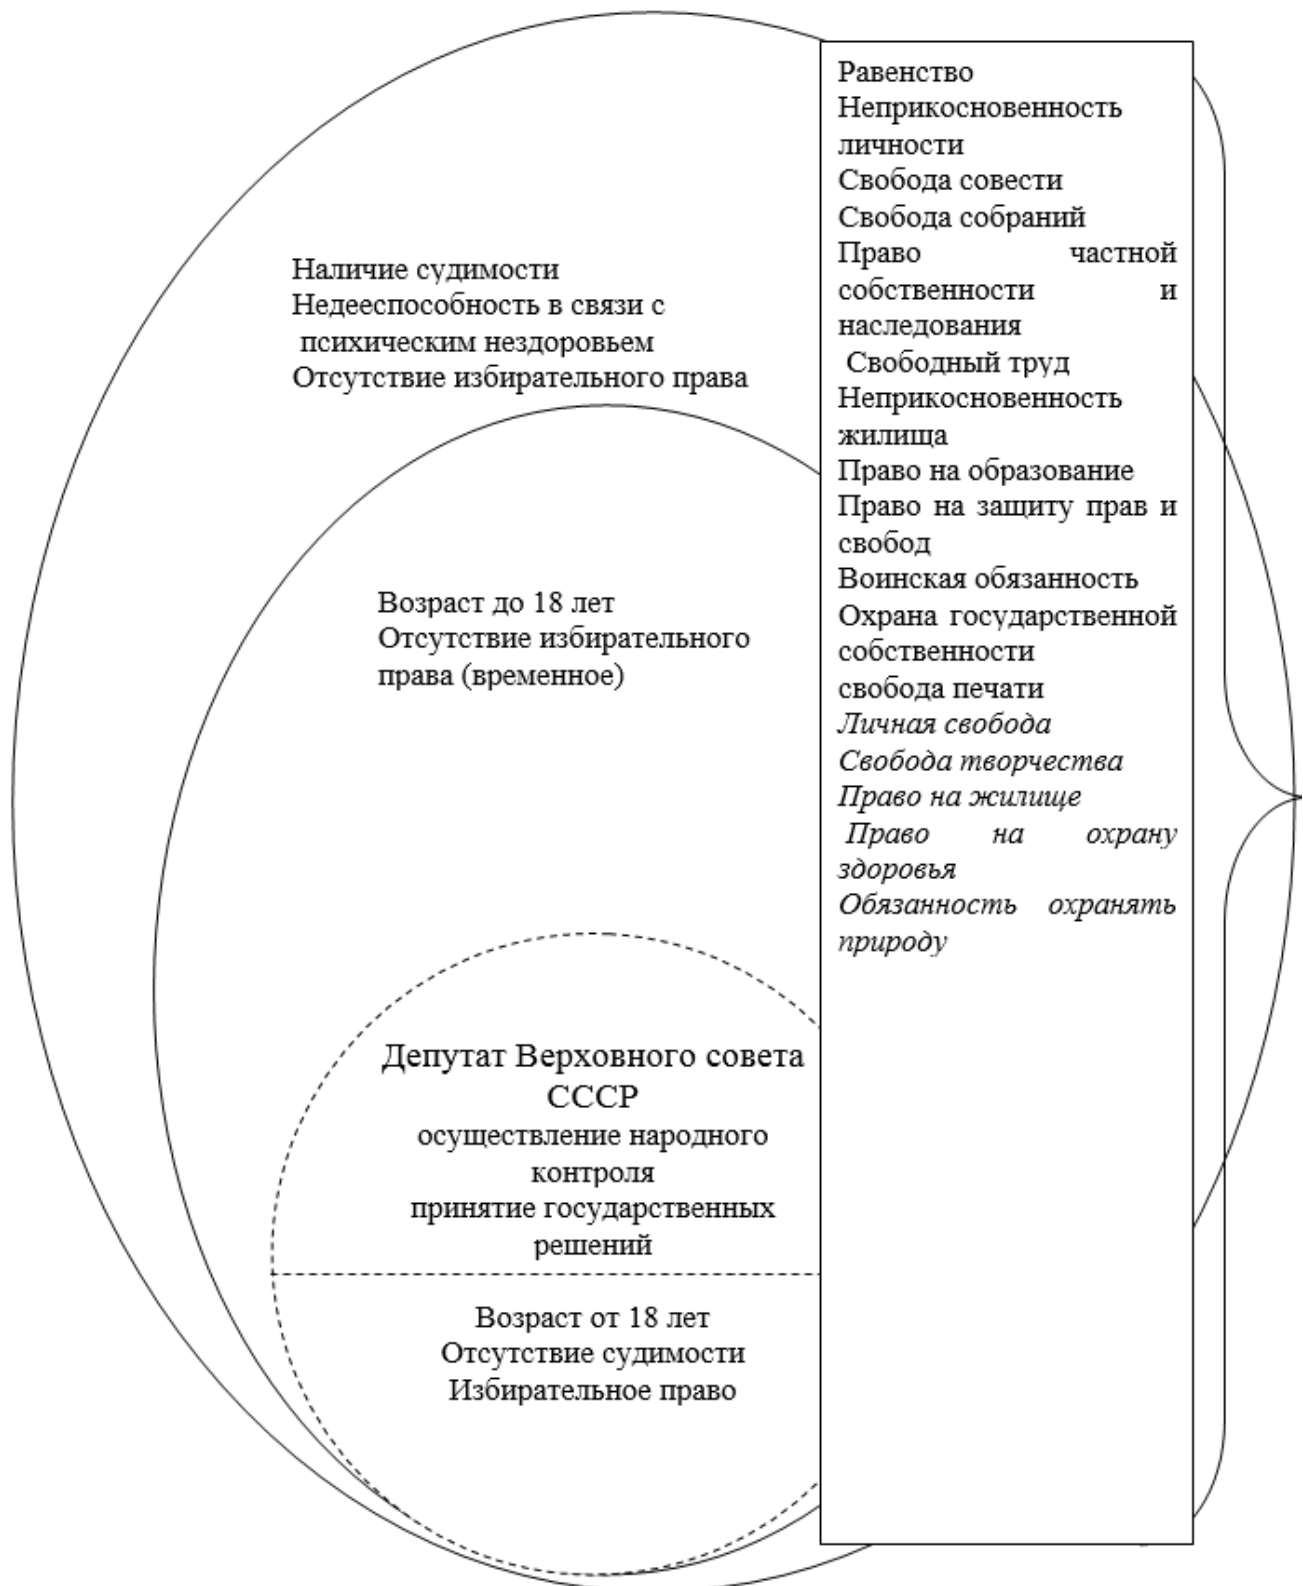 Наличие судимости
Недееспособность в связи с
психическим нездоровьем
Отсутствие избирательного права
Возраст до 18 лет
Отсутствие избирательного
права (временное)
Депутат Верховного совета
СССР
осуществление народного
контроля
принятие государственных
решений
Возраст от 18 лет
Отсутствие судимости
Избирательное право
Равенство
Неприкосновенность
личности
Свобода совести
Свобода собраний
Право частной
собственности и
наследования
Свободный труд
Неприкосновенность
жилища
Право на образование
Право на защиту прав и
свобод
Воинская обязанность
Охрана государственной
собственности
свобода печати
Личная свобода
Свобода творчества
Право на жилище
Право на охрану
здоровья
Обязанность охранять
природу